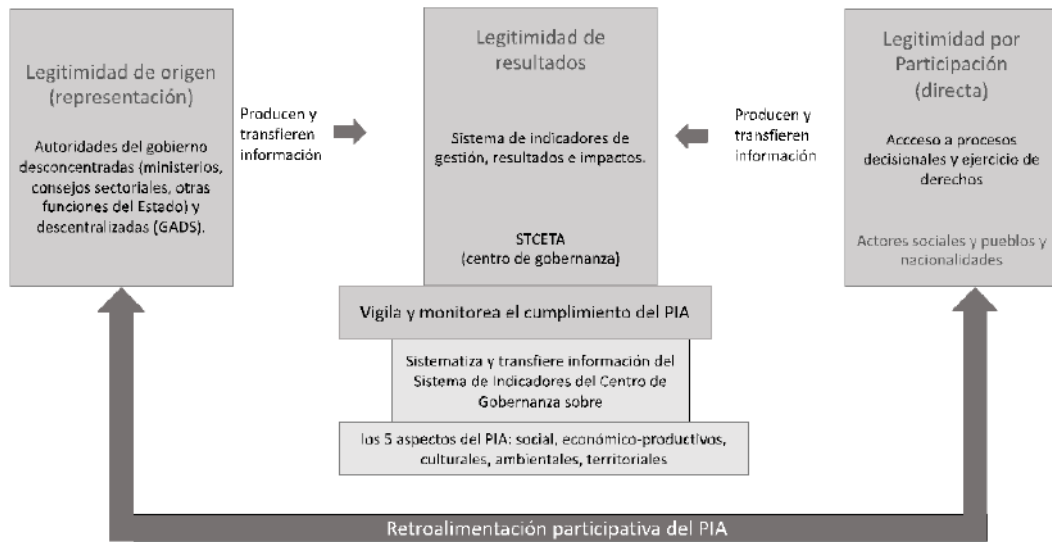 Legitimidad de origen
(representación)
Autoridades del gobierno
desconcentradas (ministerios,
consejos sectoriales, otras
funciones del Estado) y
descentralizadas (GADS).
Producen y
transfieren
información
Legitimidad de
resultados
Sistema de indicadores de
gestión, resultados e impactos.
STCETA
(centro de gobernanza)
Producen y
transfieren
información
Legitimidad por
Participación
(directa)
Accceso a procesos
decisionales y ejercicio de
derechos
Actores sociales y pueblos y
nacionalidades
Vigila y monitorea el cumplimiento del PIA
Sistematiza y transfiere información del
Sistema de Indicadores del Centro de
Gobernanza sobre
los 5 aspectos del PIA: social, económico-productivos,
culturales, ambientales, territoriales
Retroalimentación participativa del PIA